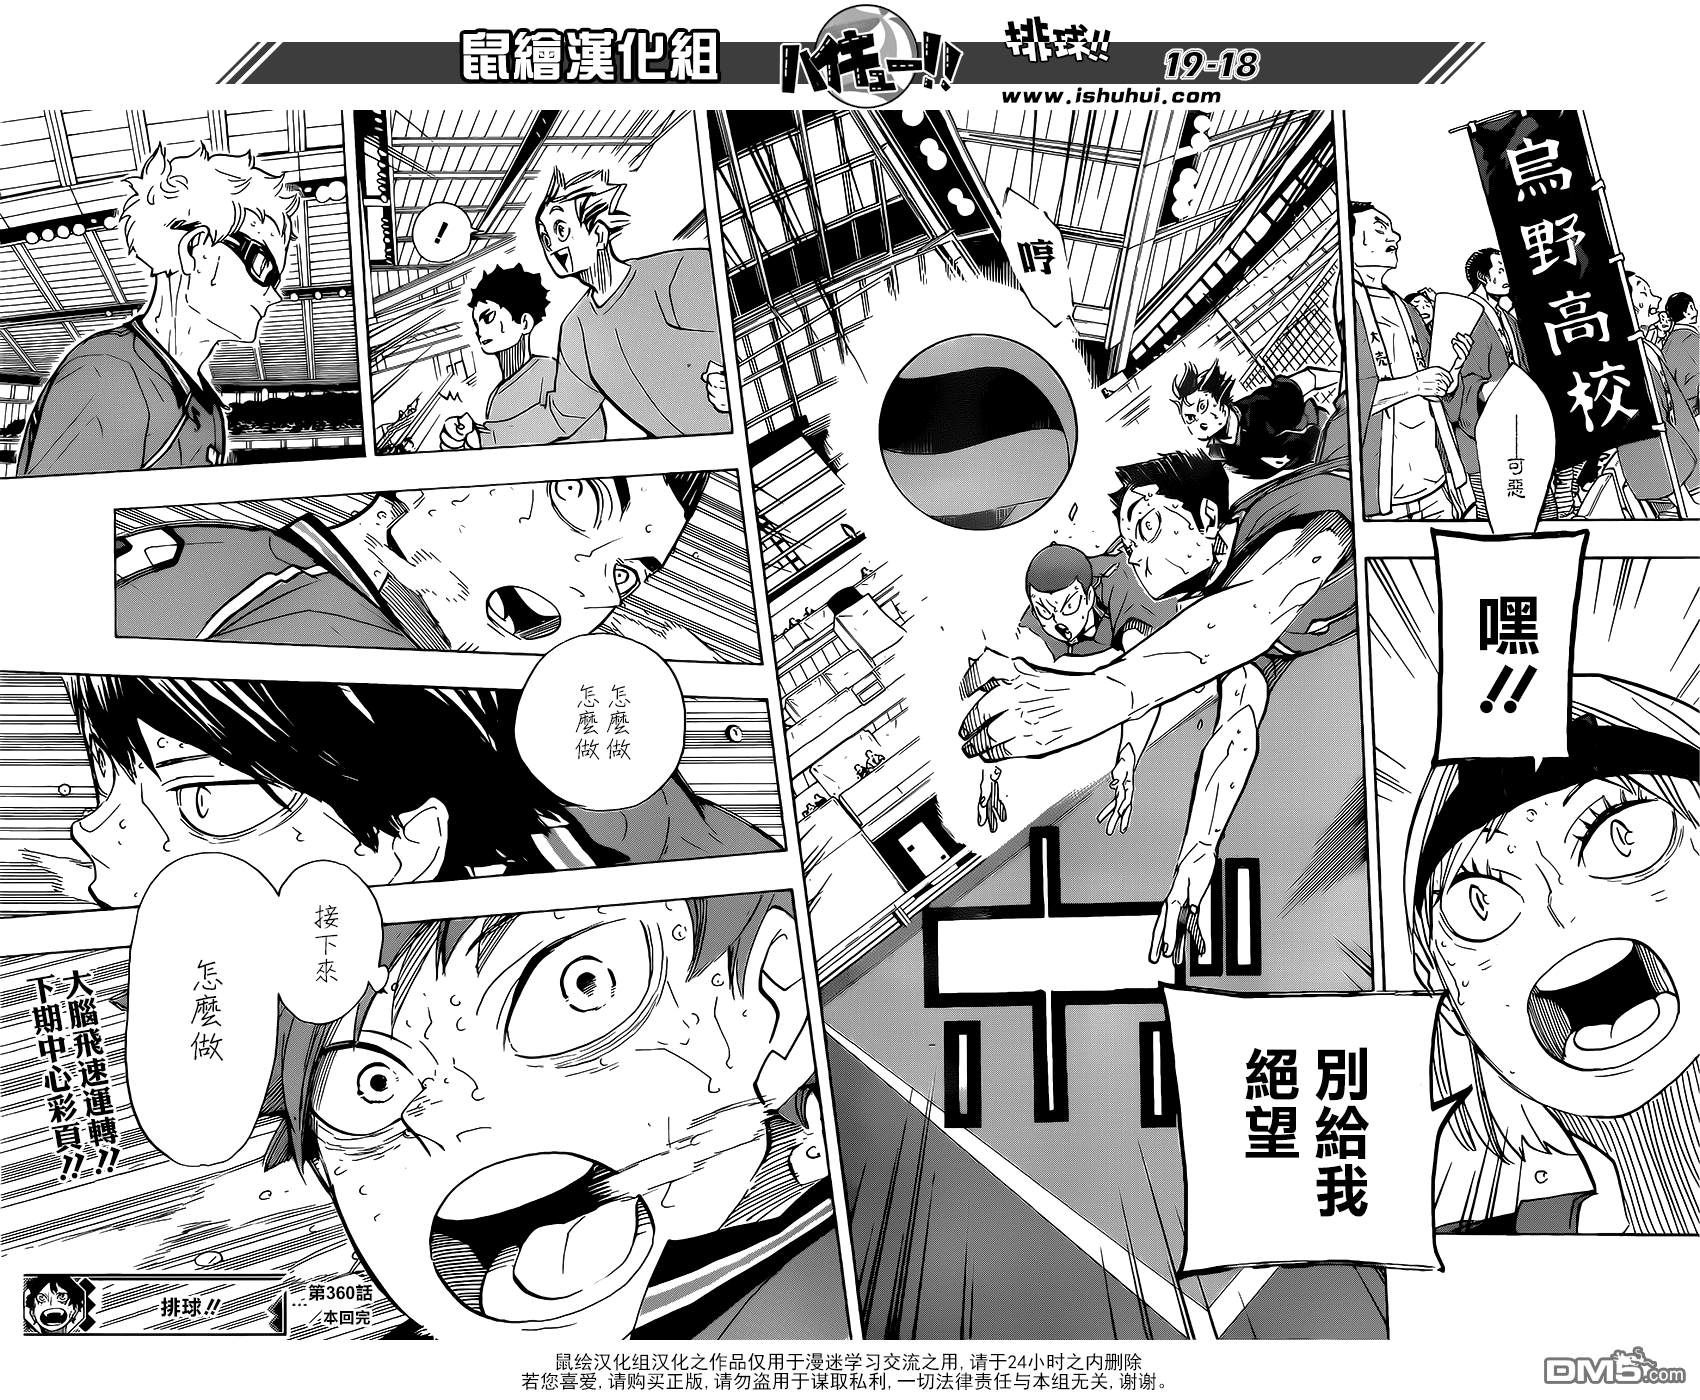 鼠繪漢化組
ハイキュー!!
排球!!
19-18
www.ishuhui.com
烏野高校
大売
——可惡
嘿!!
哼
別給我
絕望
!
怎麼做
怎麼做
接下來
怎麼做
大腦飛速運轉!!
下期中心彩頁!!
排球!!
…
第360話
／本回完
鼠绘汉化组汉化之作品仅用于漫迷学习交流之用,请于24小时之内删除
若您喜爱,请购买正版,请勿盗用于谋取私利,一切法律责任与本组无关,谢谢。
DM5.com